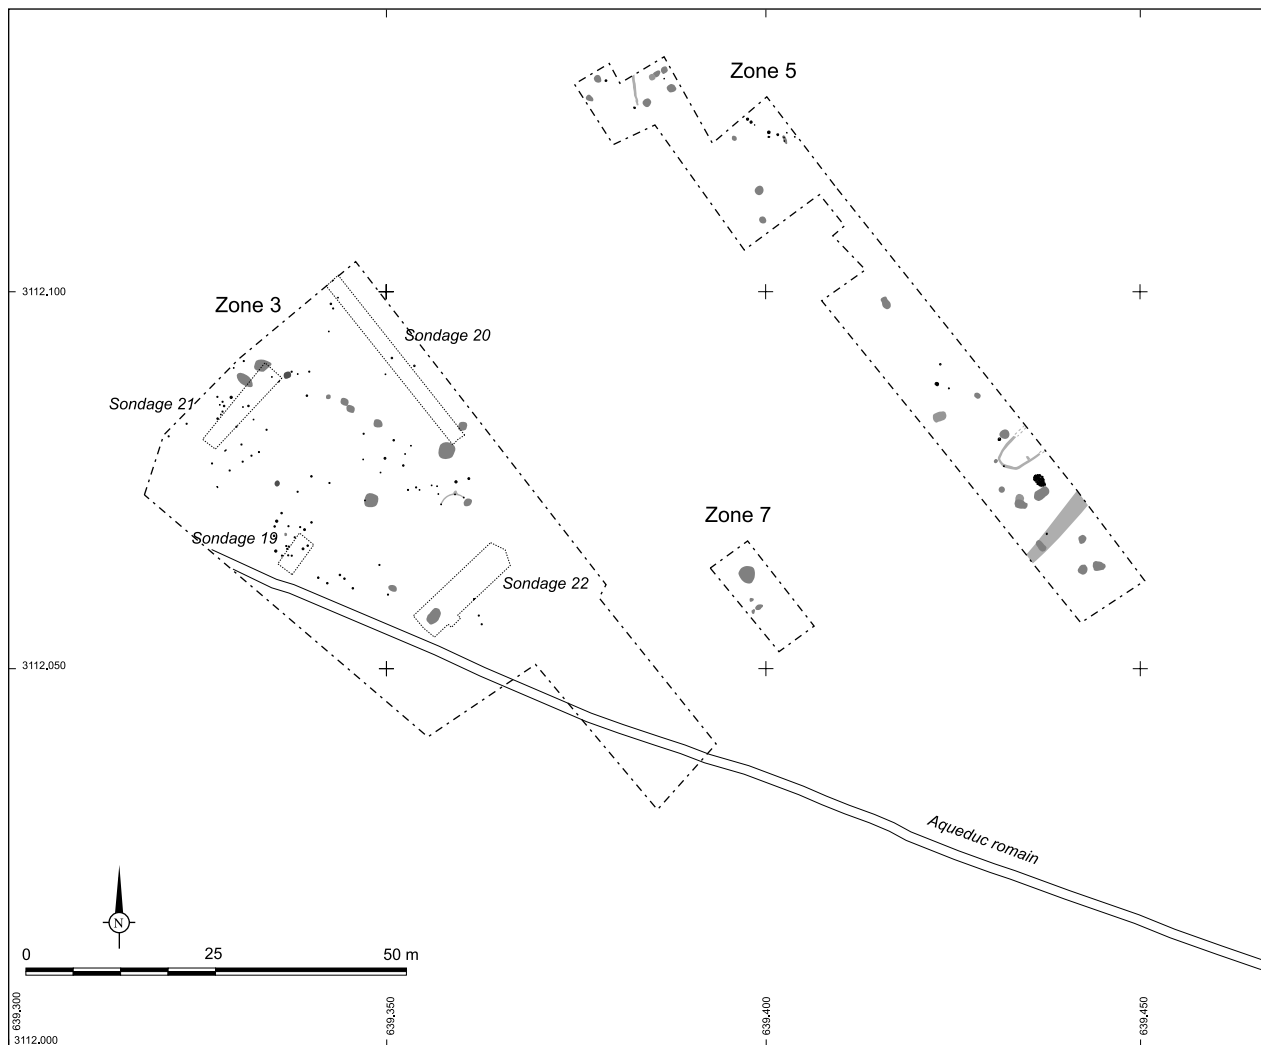 Zone 5
3112.100
Zone 3
Sondage 20
Sondage 21
Zone 7
Sondage 19
Sondage 22
3112.050
Aqueduc romain
N
0 25 50 m
639.300
639.350
639.400
639.450
3112.000